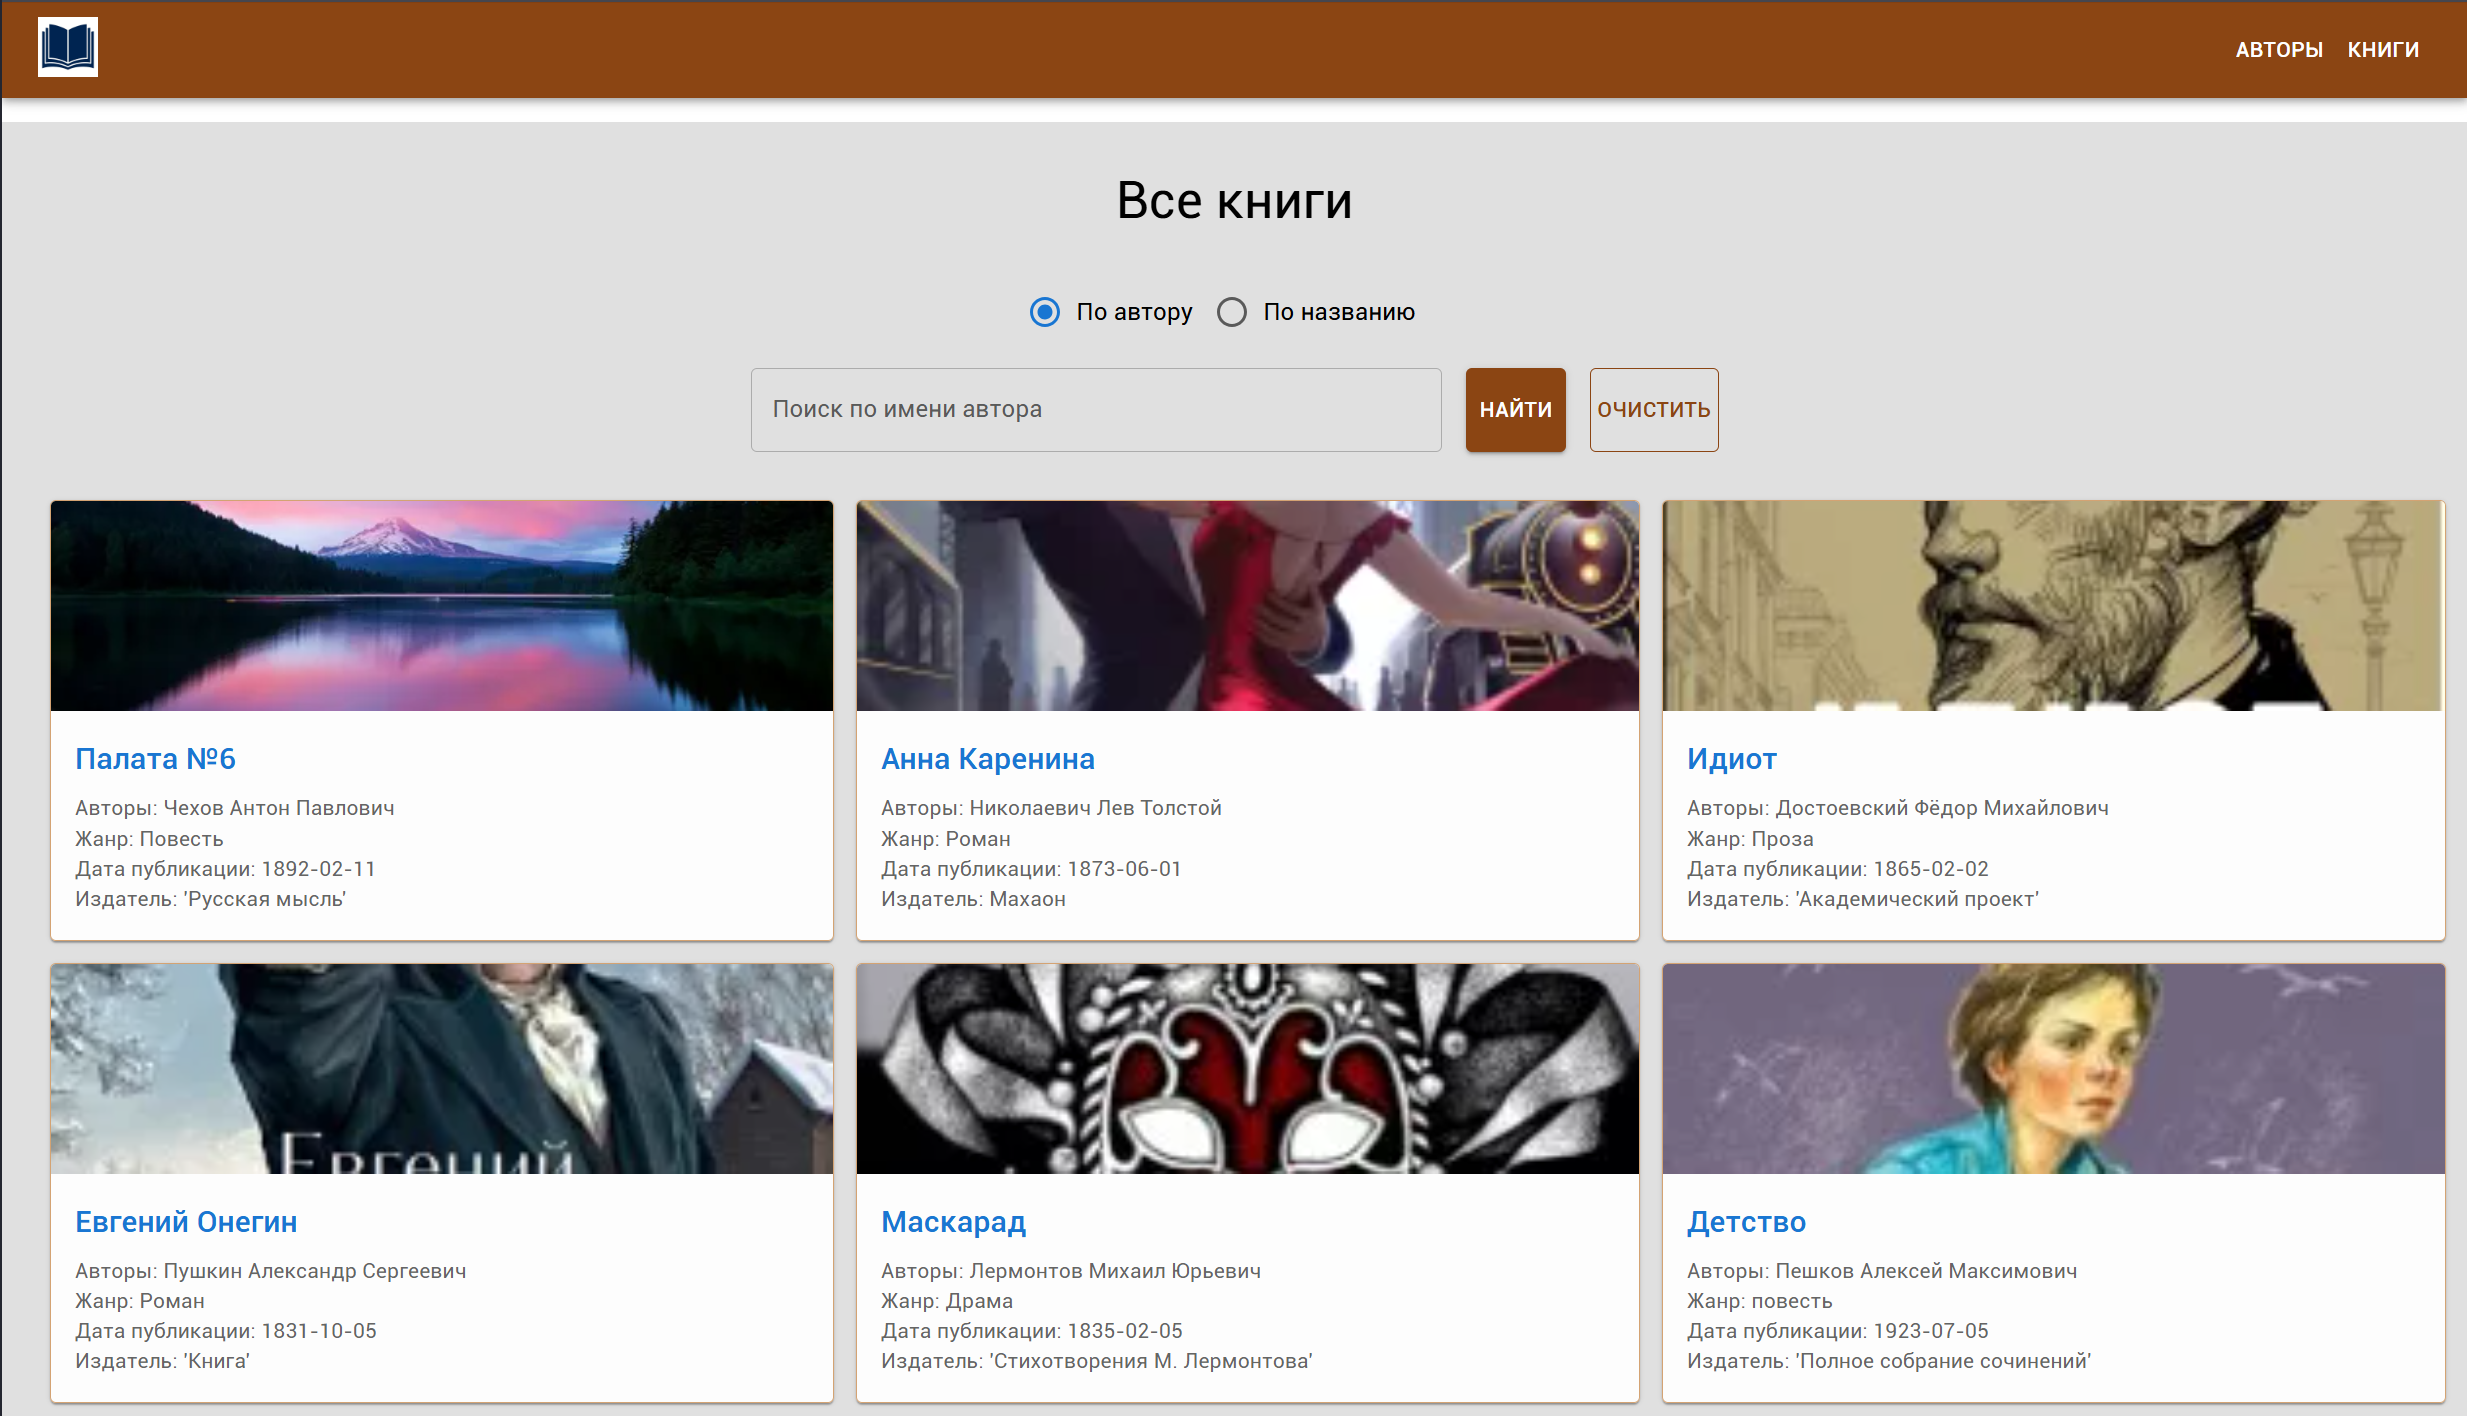 АВТОРЫ КНИГИ
Все книги
По автору По названию
Поиск по имени автора НАЙТИ ОЧИСТИТЬ
Палата №6
Авторы: Чехов Антон Павлович
Жанр: Повесть
Дата публикации: 1892-02-11
Издатель: 'Русская мысль'
Анна Каренина
Авторы: Николаевич Лев Толстой
Жанр: Роман
Дата публикации: 1873-06-01
Издатель: Махаон
Идиот
Авторы: Достоевский Фёдор Михайлович
Жанр: Проза
Дата публикации: 1865-02-02
Издатель: 'Академический проект'
Евгений
Евгений Онегин
Авторы: Пушкин Александр Сергеевич
Жанр: Роман
Дата публикации: 1831-10-05
Издатель: 'Книга'
Маскарад
Авторы: Лермонтов Михаил Юрьевич
Жанр: Драма
Дата публикации: 1835-02-05
Издатель: 'Стихотворения М. Лермонтова'
Детство
Авторы: Пешков Алексей Максимович
Жанр: повесть
Дата публикации: 1923-07-05
Издатель: 'Полное собрание сочинений'